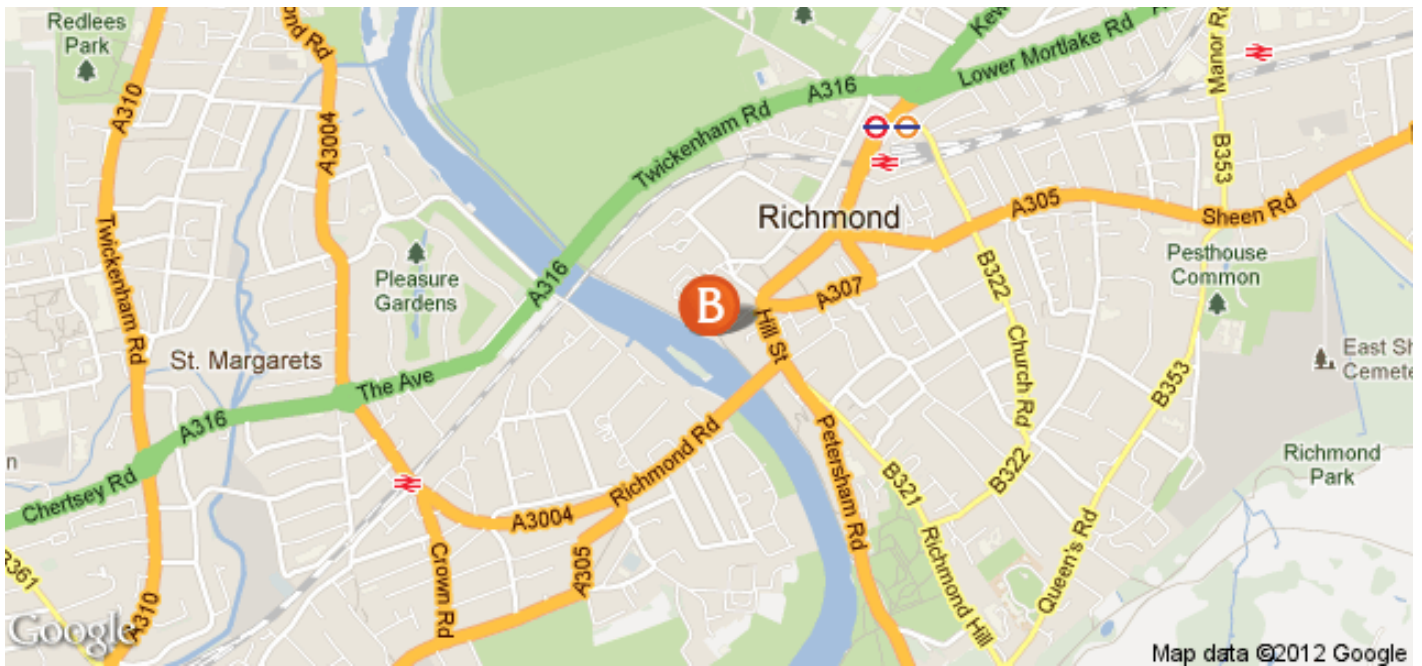 Redlees
Park
A310
A3004
Kew
Lower Mortlake Rd
Manor Rd
A316
Twickenham Rd
B353
A305
Sheen Rd
Richmond
Pesthouse
Common
B322
Pleasure
Gardens
A316
A307
B
Hill St
Twickenham Rd
St. Margarets
The Ave
Church Rd
B353
A316
Richmond Rd
Petersham Rd
Chertsey Rd
B321
B322
Richmond
Park
A3004
A305
Crown Rd
Richmond Hill
Queen's Rd
B361
A310
Google
Map data ©2012 Google